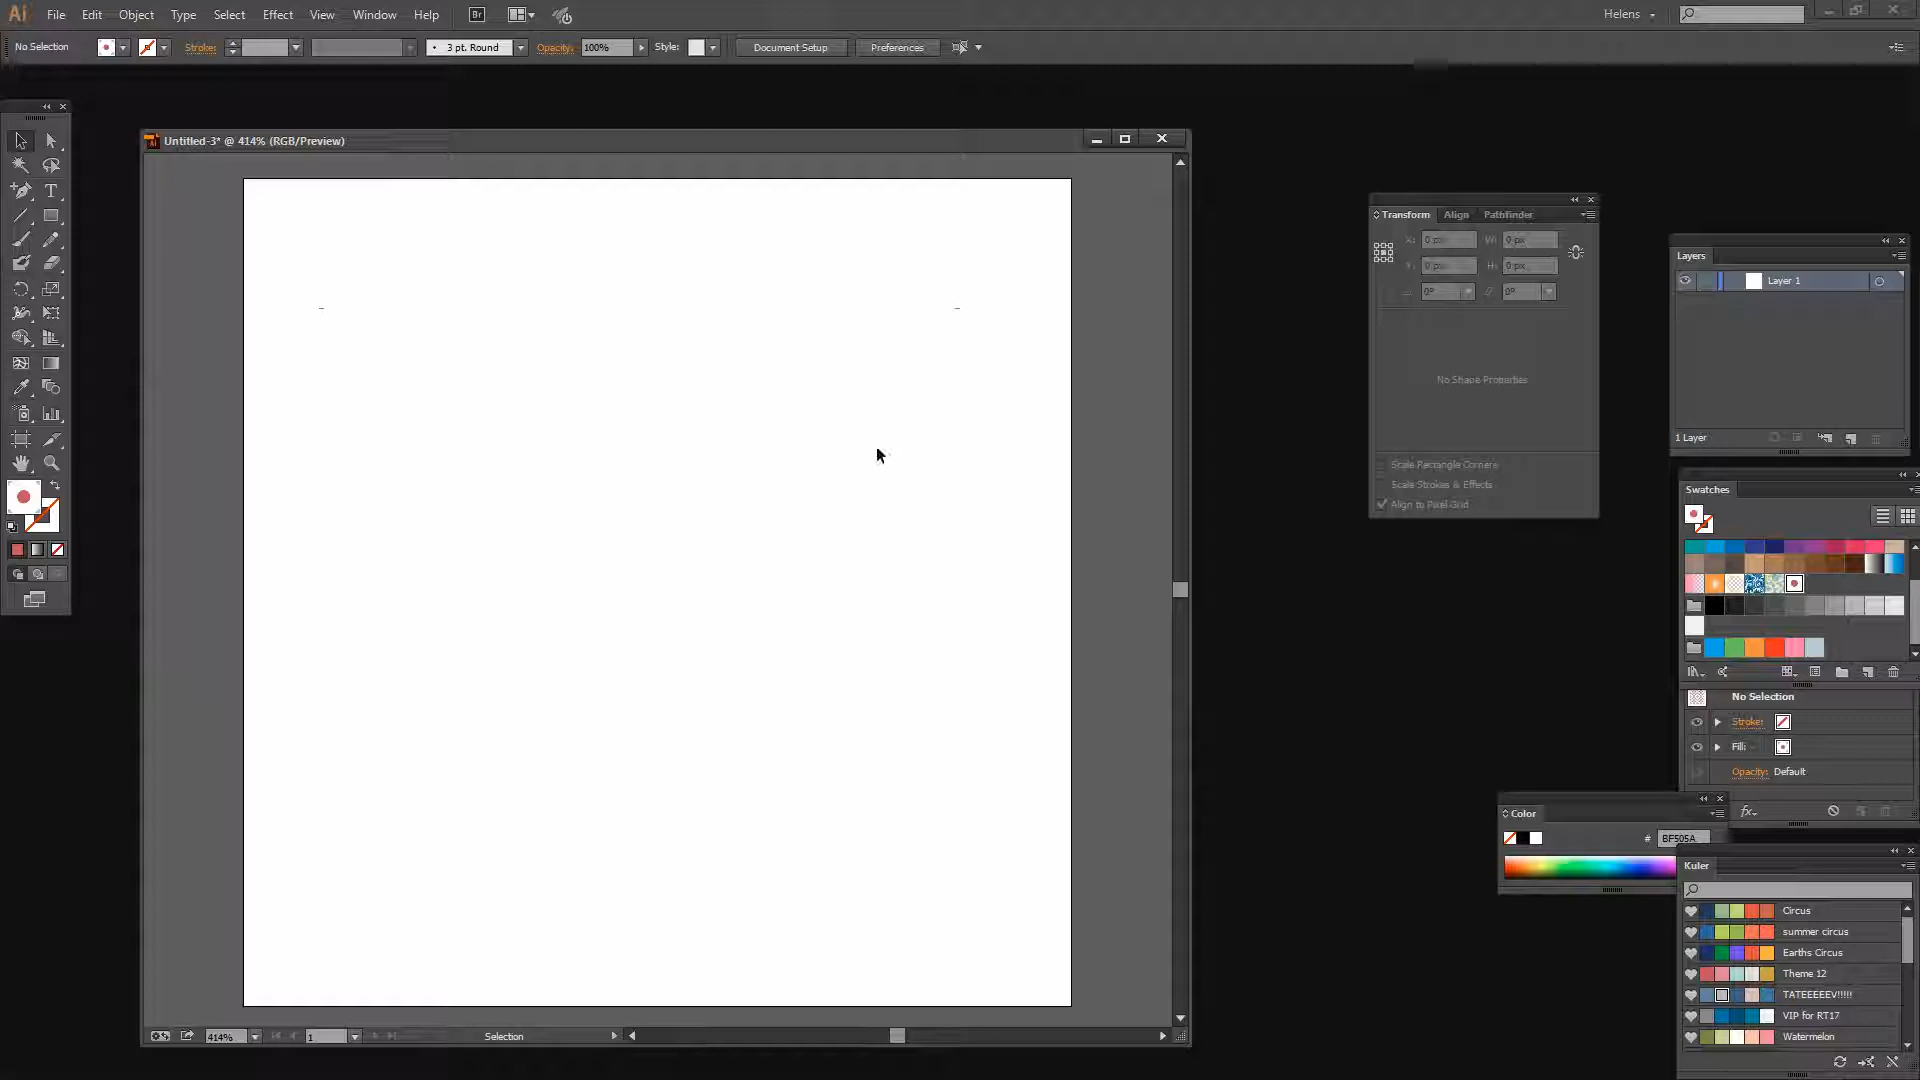 Ai File Edit Object Type Select Effect View Window Help Br Helens
No Selection Stroke: 3 pt. Round Opacity: 100% Style: Document Setup Preferences
Untitled-3* @ 414% (RGB/Preview)
Transform Align Pathfinder
X: 0 px W: 0 px
Y: 0 px H: 0 px
0° 0°
No Shape Properties
Scale Rectangle Corners
Scale Strokes & Effects
Align to Pixel Grid
Layers
Layer 1
1 Layer
Swatches
No Selection
Stroke:
Fill:
Opacity: Default
fx
Color
# BF505A
Kuler
Circus
summer circus
Earths Circus
Theme 12
TATEEEEEV!!!!!
VIP for RT17
Watermelon
414% 1 Selection